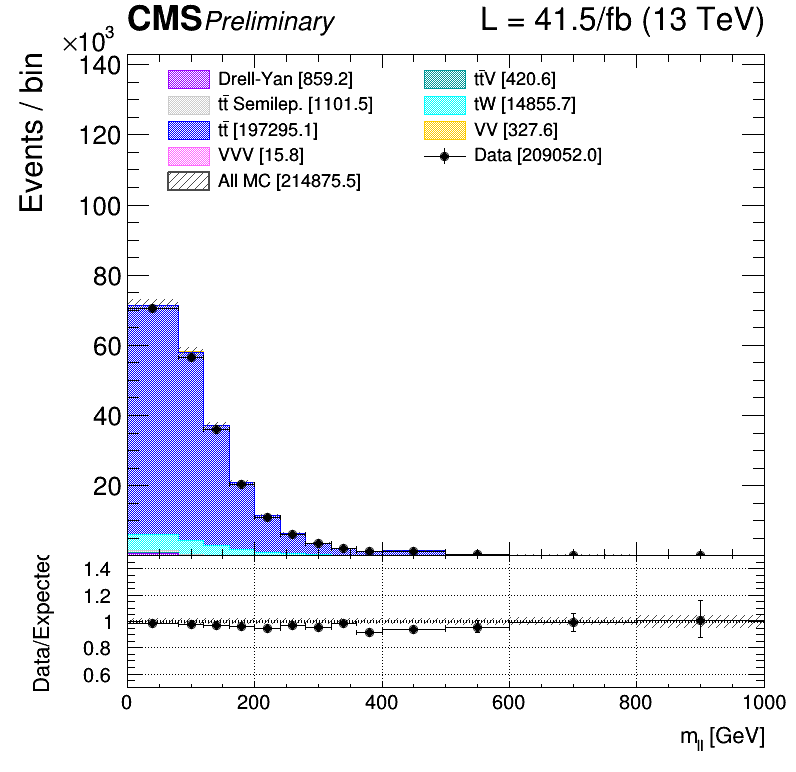 CMS Preliminary L = 41.5/fb (13 TeV)
×10³
Events / bin
140
120
100
80
60
40
20
Drell-Yan [859.2]
tt̄ Semilep. [1101.5]
tt̄ [197295.1]
VVV [15.8]
All MC [214875.5]
tt̄V [420.6]
tW [14855.7]
VV [327.6]
Data [209052.0]
Data/Expected
1.4
1.2
1
0.8
0.6
0 200 400 600 800 1000
m_ll [GeV]